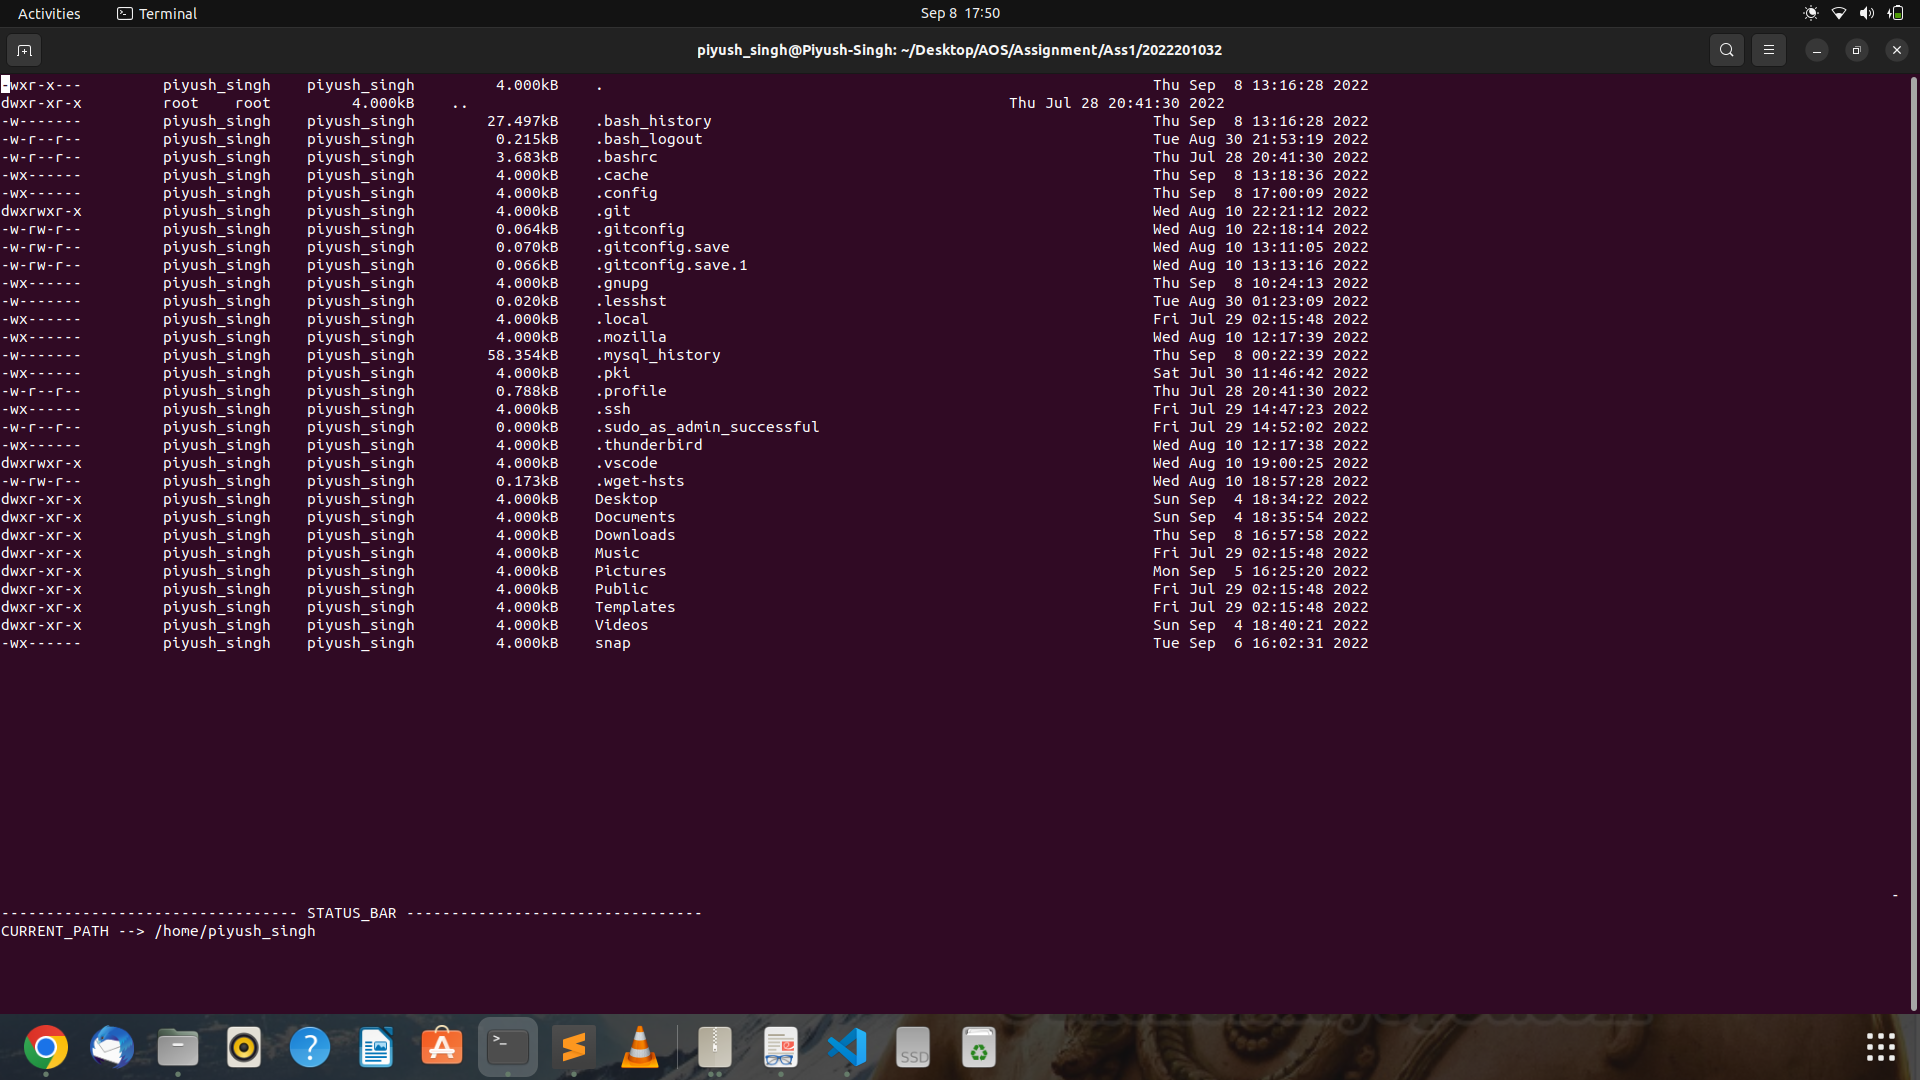 Activities Terminal Sep 8 17:50
piyush_singh@Piyush-Singh: ~/Desktop/AOS/Assignment/Ass1/2022201032
-wxr-x--- piyush_singh piyush_singh 4.000kB . Thu Sep 8 13:16:28 2022
dwxr-xr-x root root 4.000kB .. Thu Jul 28 20:41:30 2022
-w------- piyush_singh piyush_singh 27.497kB .bash_history Thu Sep 8 13:16:28 2022
-w-r--r-- piyush_singh piyush_singh 0.215kB .bash_logout Tue Aug 30 21:53:19 2022
-w-r--r-- piyush_singh piyush_singh 3.683kB .bashrc Thu Jul 28 20:41:30 2022
-wx------ piyush_singh piyush_singh 4.000kB .cache Thu Sep 8 13:18:36 2022
-wx------ piyush_singh piyush_singh 4.000kB .config Thu Sep 8 17:00:09 2022
dwxrwxr-x piyush_singh piyush_singh 4.000kB .git Wed Aug 10 22:21:12 2022
-w-rw-r-- piyush_singh piyush_singh 0.064kB .gitconfig Wed Aug 10 22:18:14 2022
-w-rw-r-- piyush_singh piyush_singh 0.070kB .gitconfig.save Wed Aug 10 13:11:05 2022
-w-rw-r-- piyush_singh piyush_singh 0.066kB .gitconfig.save.1 Wed Aug 10 13:13:16 2022
-wx------ piyush_singh piyush_singh 4.000kB .gnupg Thu Sep 8 10:24:13 2022
-w------- piyush_singh piyush_singh 0.020kB .lesshst Tue Aug 30 01:23:09 2022
-wx------ piyush_singh piyush_singh 4.000kB .local Fri Jul 29 02:15:48 2022
-wx------ piyush_singh piyush_singh 4.000kB .mozilla Wed Aug 10 12:17:39 2022
-w------- piyush_singh piyush_singh 58.354kB .mysql_history Thu Sep 8 00:22:39 2022
-wx------ piyush_singh piyush_singh 4.000kB .pki Sat Jul 30 11:46:42 2022
-w-r--r-- piyush_singh piyush_singh 0.788kB .profile Thu Jul 28 20:41:30 2022
-wx------ piyush_singh piyush_singh 4.000kB .ssh Fri Jul 29 14:47:23 2022
-w-r--r-- piyush_singh piyush_singh 0.000kB .sudo_as_admin_successful Fri Jul 29 14:52:02 2022
-wx------ piyush_singh piyush_singh 4.000kB .thunderbird Wed Aug 10 12:17:38 2022
dwxrwxr-x piyush_singh piyush_singh 4.000kB .vscode Wed Aug 10 19:00:25 2022
-w-rw-r-- piyush_singh piyush_singh 0.173kB .wget-hsts Wed Aug 10 18:57:28 2022
dwxr-xr-x piyush_singh piyush_singh 4.000kB Desktop Sun Sep 4 18:34:22 2022
dwxr-xr-x piyush_singh piyush_singh 4.000kB Documents Sun Sep 4 18:35:54 2022
dwxr-xr-x piyush_singh piyush_singh 4.000kB Downloads Thu Sep 8 16:57:58 2022
dwxr-xr-x piyush_singh piyush_singh 4.000kB Music Fri Jul 29 02:15:48 2022
dwxr-xr-x piyush_singh piyush_singh 4.000kB Pictures Mon Sep 5 16:25:20 2022
dwxr-xr-x piyush_singh piyush_singh 4.000kB Public Fri Jul 29 02:15:48 2022
dwxr-xr-x piyush_singh piyush_singh 4.000kB Templates Fri Jul 29 02:15:48 2022
dwxr-xr-x piyush_singh piyush_singh 4.000kB Videos Sun Sep 4 18:40:21 2022
-wx------ piyush_singh piyush_singh 4.000kB snap Tue Sep 6 16:02:31 2022
-
--------------------------------- STATUS_BAR ---------------------------------
CURRENT_PATH --> /home/piyush_singh
SSD